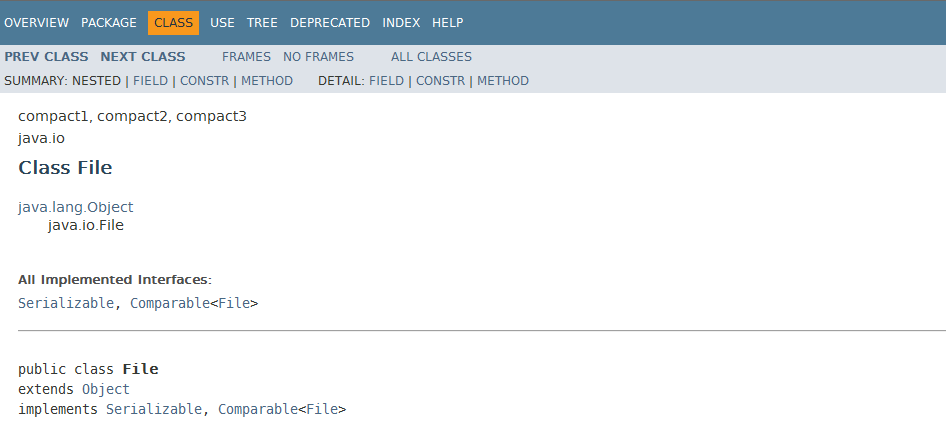 OVERVIEW PACKAGE CLASS USE TREE DEPRECATED INDEX HELP
PREV CLASS NEXT CLASS FRAMES NO FRAMES ALL CLASSES
SUMMARY: NESTED | FIELD | CONSTR | METHOD DETAIL: FIELD | CONSTR | METHOD
compact1, compact2, compact3
java.io
Class File
java.lang.Object
java.io.File
All Implemented Interfaces:
Serializable, Comparable<File>
public class File
extends Object
implements Serializable, Comparable<File>